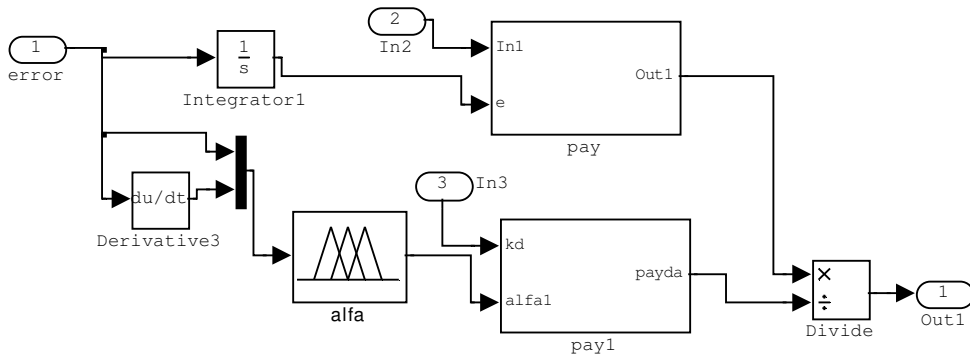 1
error
1
s
Integrator1
2
In2
In1
e
Out1
pay
du/dt
Derivative3
alfa
3
In3
kd
alfa1
payda
pay1
×
÷
Divide
1
Out1